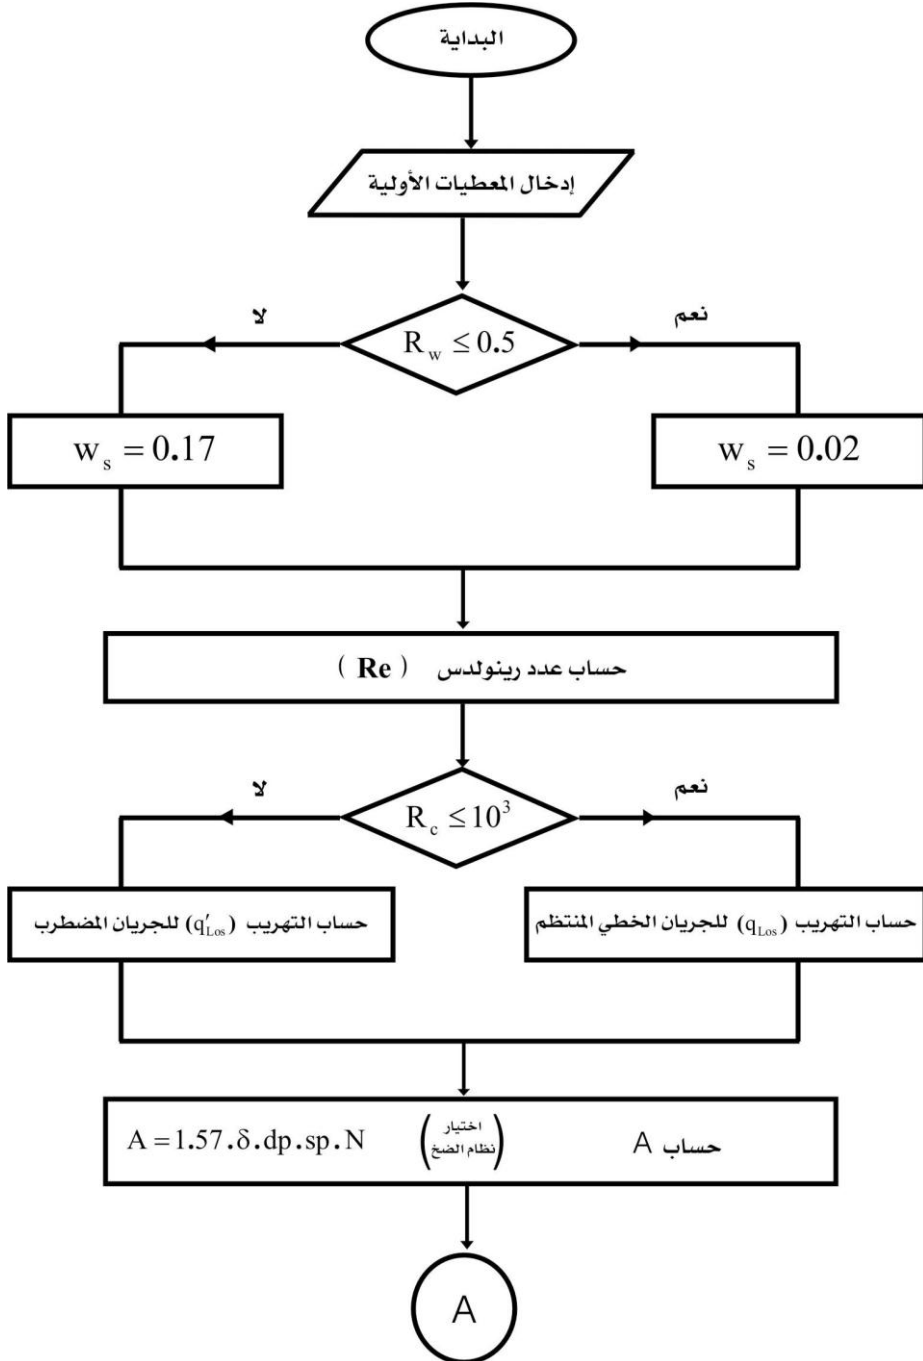 البداية
إدخال المعطيات الأولية
نعم
لا
R_w ≤ 0.5
w_s = 0.02
w_s = 0.17
حساب عدد رينولدس ( Re )
نعم
لا
R_c ≤ 10³
حساب التهريب (q_Los) للجريان الخطي المنتظم
حساب التهريب (q′_Los) للجريان المضطرب
حساب A (اختيار نظام الضخ) A = 1.57.δ.dp.sp.N
A